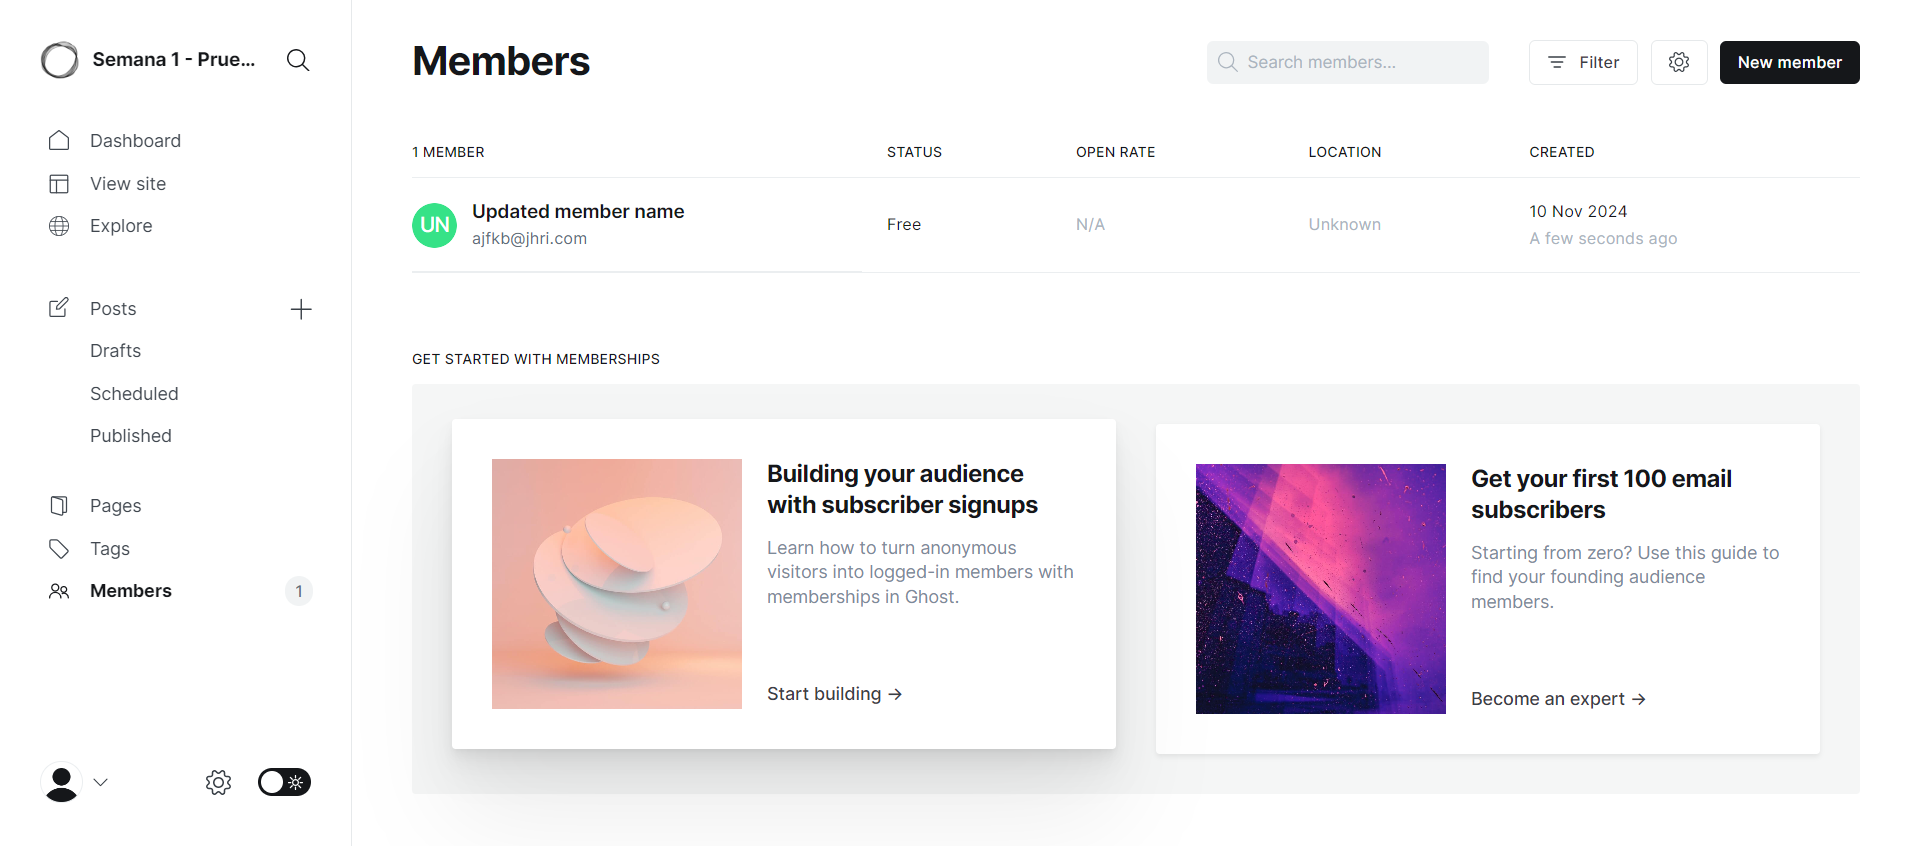 Semana 1 - Prue...
Dashboard
View site
Explore
Posts
Drafts
Scheduled
Published
Pages
Tags
Members
1
Members
Search members...
Filter
New member
1 MEMBER
STATUS
OPEN RATE
LOCATION
CREATED
UN
Updated member name
ajfkb@jhri.com
Free
N/A
Unknown
10 Nov 2024
A few seconds ago
GET STARTED WITH MEMBERSHIPS
Building your audience
with subscriber signups
Learn how to turn anonymous
visitors into logged-in members with
memberships in Ghost.
Start building →
Get your first 100 email
subscribers
Starting from zero? Use this guide to
find your founding audience
members.
Become an expert →